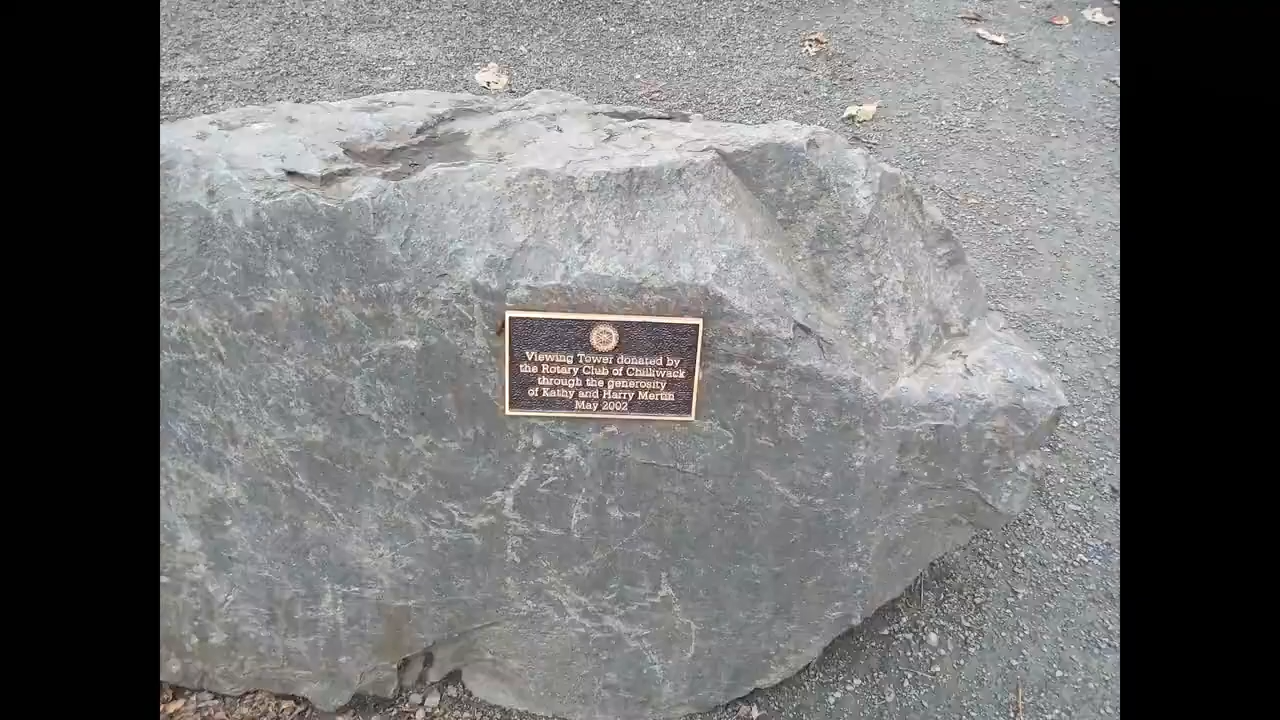 Viewing Tower donated by
the Rotary Club of Chilliwack
through the generosity
of Kathy and Harry Mertin
May 2002